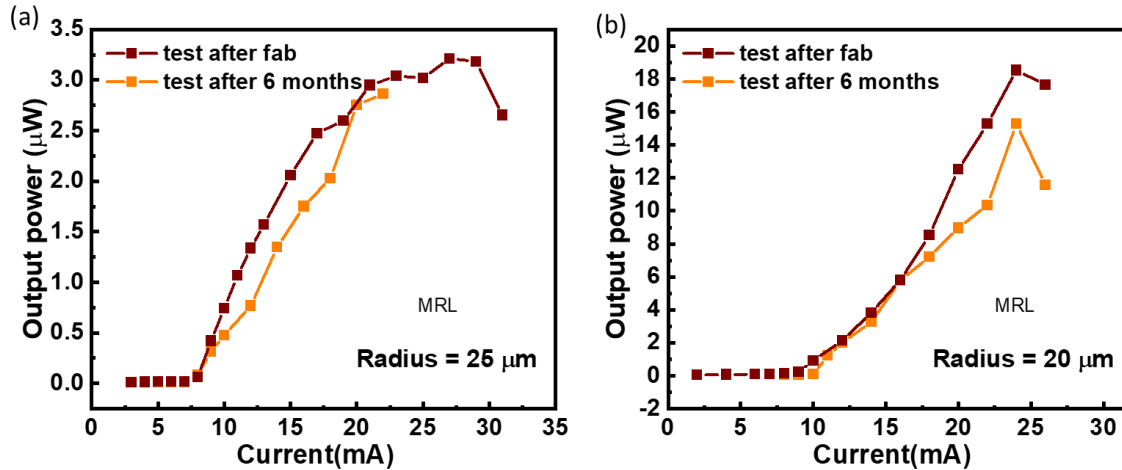 (a)
3.5
3.0
2.5
2.0
1.5
1.0
0.5
0.0
Output power (μW)
test after fab
test after 6 months
MRL
Radius = 25 μm
0 5 10 15 20 25 30 35
Current(mA)
(b)
20
18
16
14
12
10
8
6
4
2
0
-2
Output power (μW)
test after fab
test after 6 months
MRL
Radius = 20 μm
0 5 10 15 20 25 30
Current(mA)